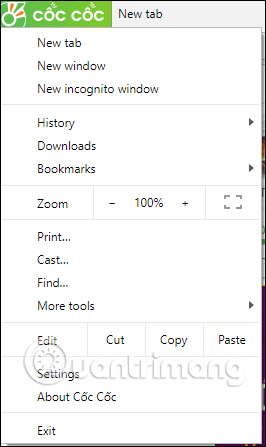 cốc cốc New tab
New tab
New window
New incognito window
History
Downloads
Bookmarks
Zoom − 100% +
Print...
Cast...
Find...
More tools
Edit Cut Copy Paste
Settings
Quantrimang
About Cốc Cốc
Exit